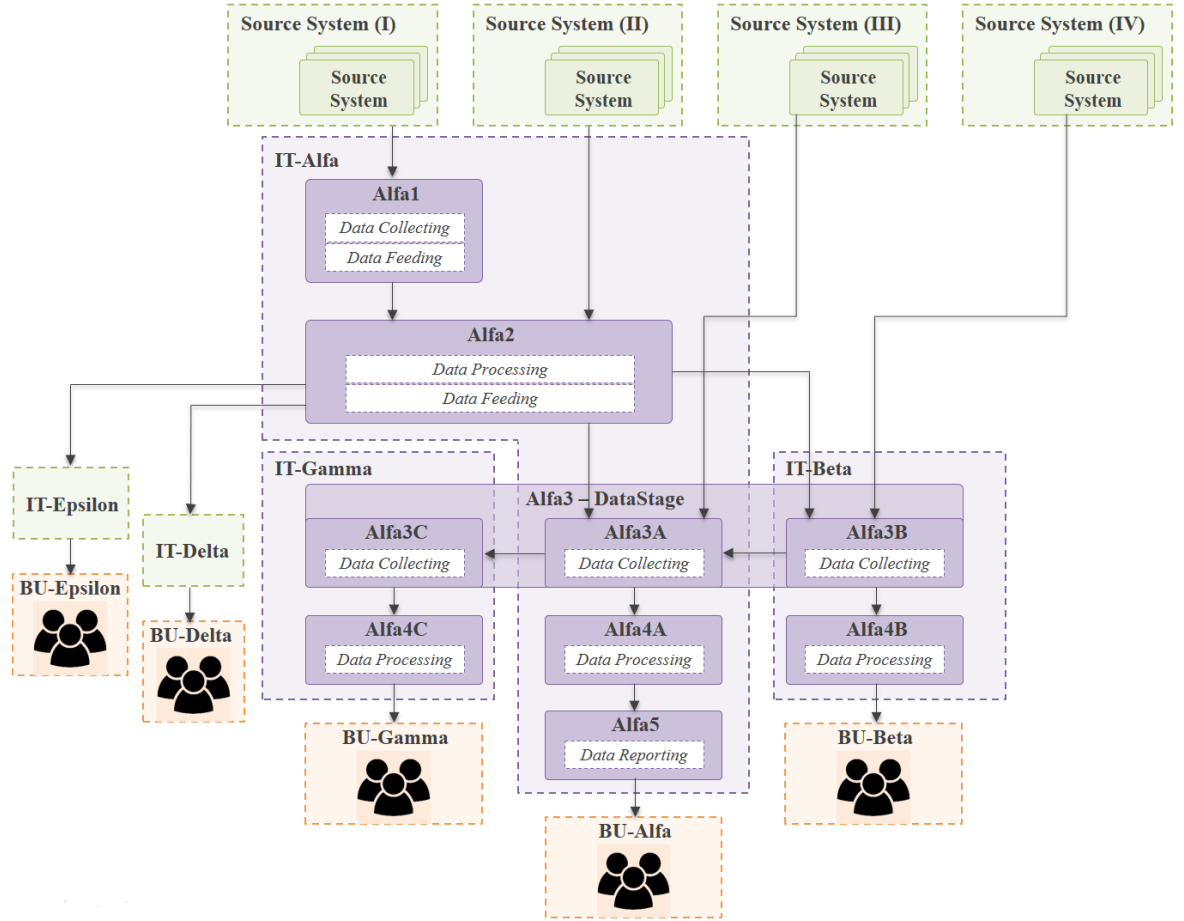 Source System (I)
Source
System
Source System (II)
Source
System
Source System (III)
Source
System
Source System (IV)
Source
System
IT-Alfa
Alfa1
Data Collecting
Data Feeding
Alfa2
Data Processing
Data Feeding
IT-Gamma
IT-Beta
IT-Epsilon
IT-Delta
Alfa3 – DataStage
Alfa3C
Data Collecting
Alfa3A
Data Collecting
Alfa3B
Data Collecting
BU-Epsilon
BU-Delta
Alfa4C
Data Processing
Alfa4A
Data Processing
Alfa4B
Data Processing
Alfa5
Data Reporting
BU-Gamma
BU-Beta
BU-Alfa